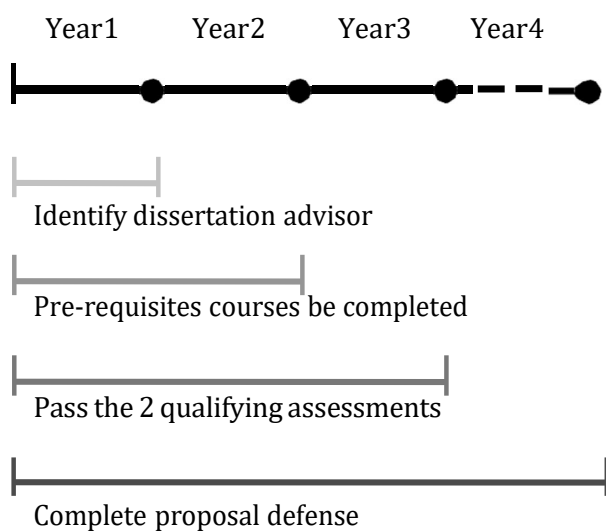 Year1 Year2 Year3 Year4
Identify dissertation advisor
Pre-requisites courses be completed
Pass the 2 qualifying assessments
Complete proposal defense